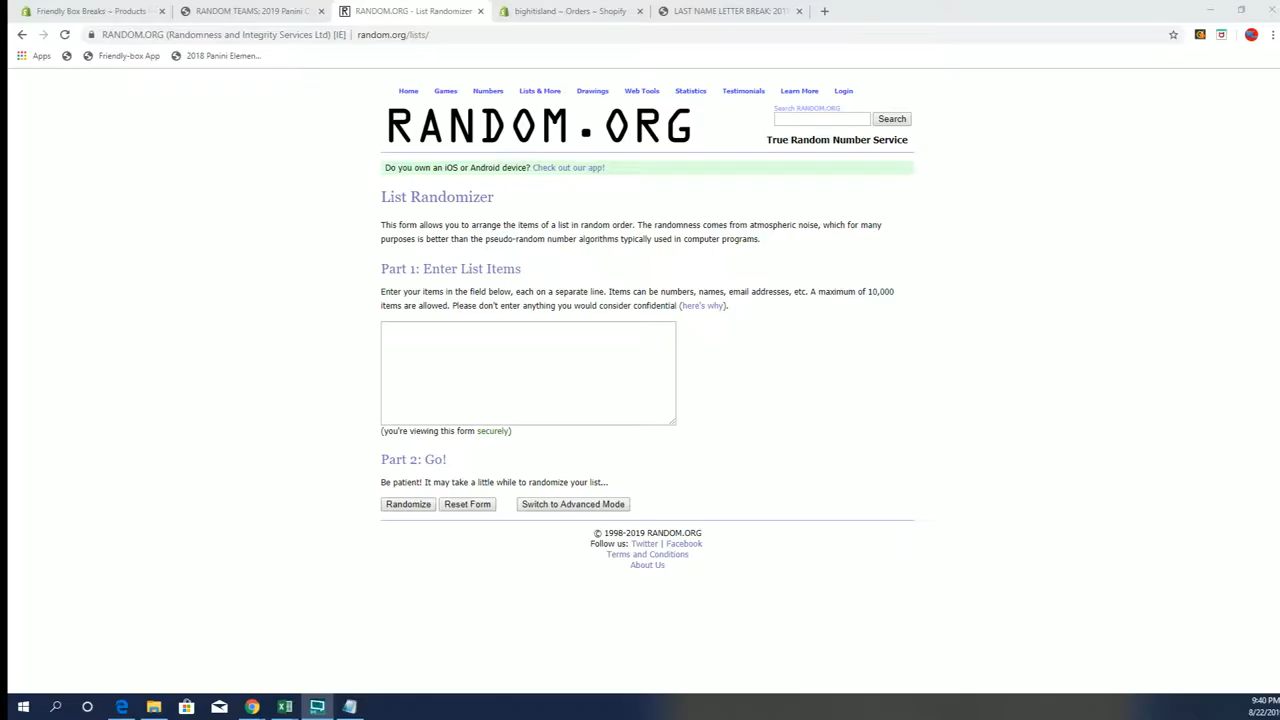 Friendly Box Breaks ~ Products
RANDOM TEAMS: 2019 Panini C
RANDOM.ORG - List Randomizer
bighitisland ~ Orders ~ Shopify
LAST NAME LETTER BREAK: 201
RANDOM.ORG (Randomness and Integrity Services Ltd) [IE] | random.org/lists/
Apps
Friendly-box App
2018 Panini Elemen...
Home Games Numbers Lists & More Drawings Web Tools Statistics Testimonials Learn More Login
RANDOM.ORG
Search RANDOM.ORG
Search
True Random Number Service
Do you own an iOS or Android device? Check out our app!
List Randomizer
This form allows you to arrange the items of a list in random order. The randomness comes from atmospheric noise, which for many
purposes is better than the pseudo-random number algorithms typically used in computer programs.
Part 1: Enter List Items
Enter your items in the field below, each on a separate line. Items can be numbers, names, email addresses, etc. A maximum of 10,000
items are allowed. Please don't enter anything you would consider confidential (here's why).
(you're viewing this form securely)
Part 2: Go!
Be patient! It may take a little while to randomize your list...
Randomize Reset Form Switch to Advanced Mode
© 1998-2019 RANDOM.ORG
Follow us: Twitter | Facebook
Terms and Conditions
About Us
9:40 PM
8/22/201